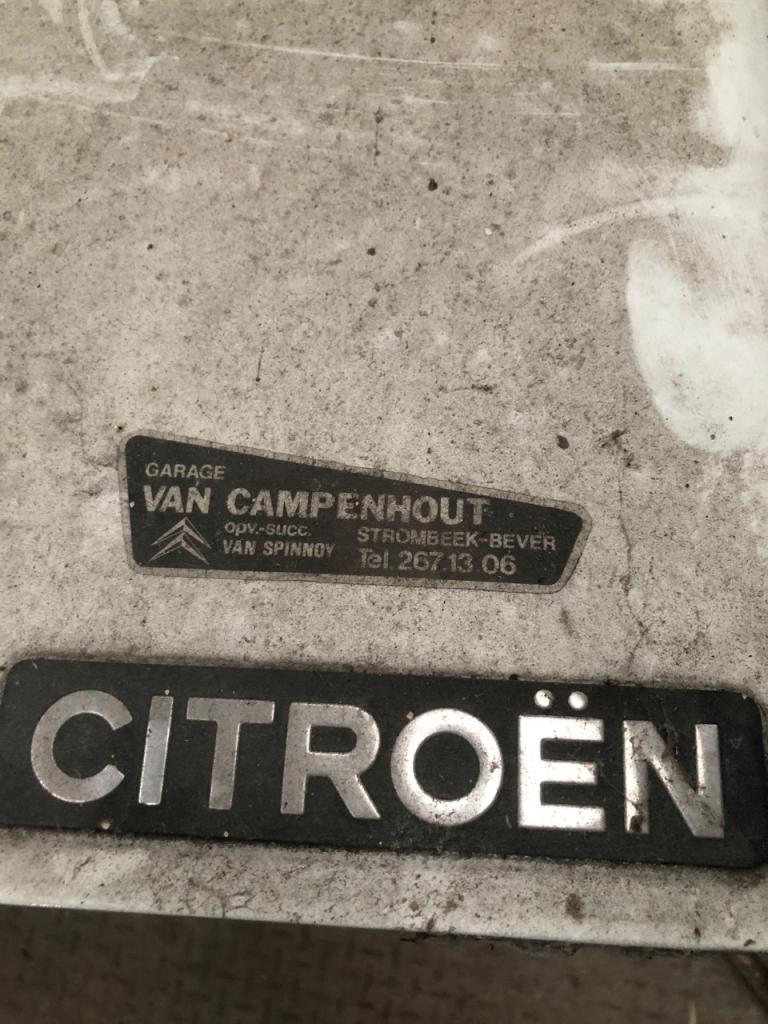 GARAGE
VAN CAMPENHOUT
opv.-succ.
VAN SPINNOY
STROMBEEK-BEVER
Tel. 267.13 06
CITROËN